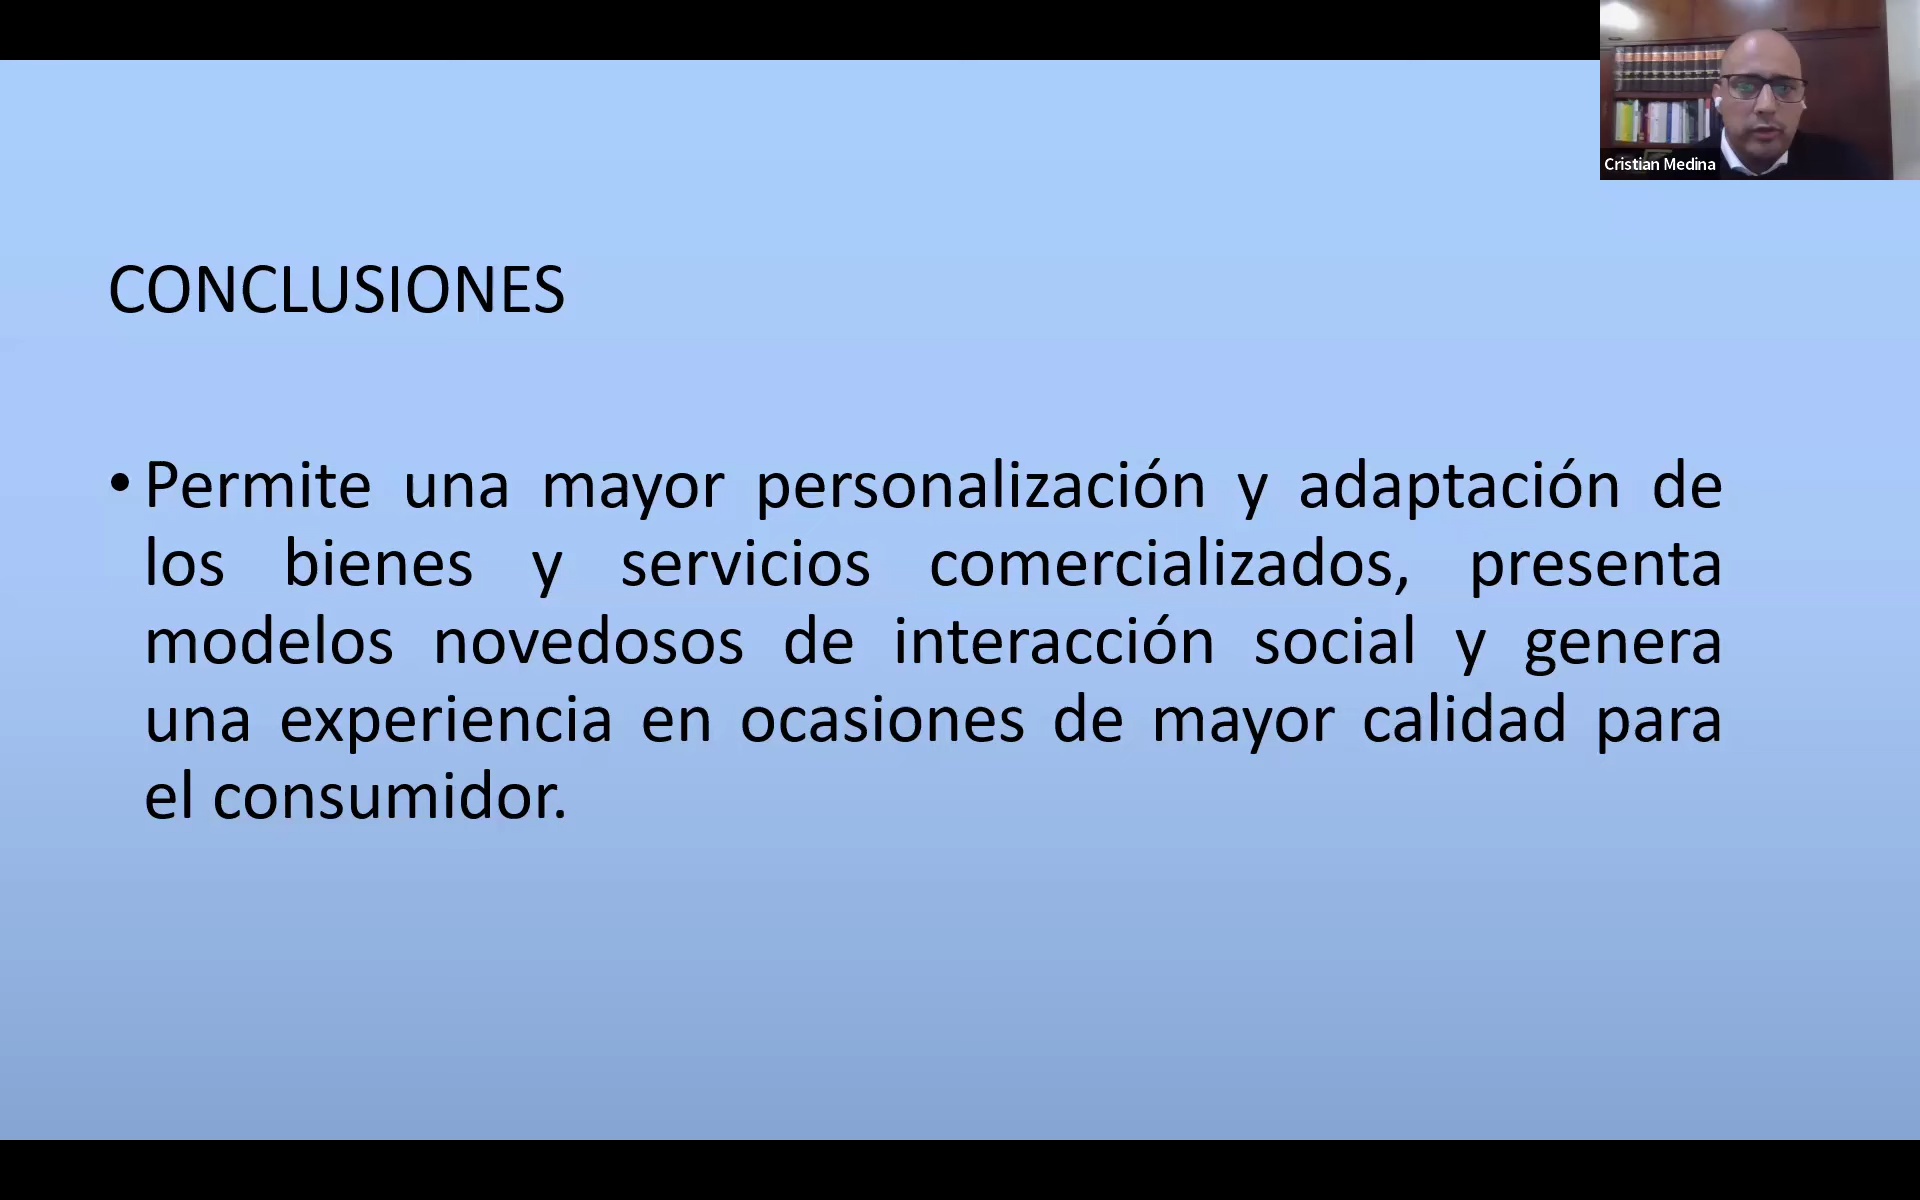 Cristian Medina
CONCLUSIONES
• Permite una mayor personalización y adaptación de
los bienes y servicios comercializados, presenta
modelos novedosos de interacción social y genera
una experiencia en ocasiones de mayor calidad para
el consumidor.